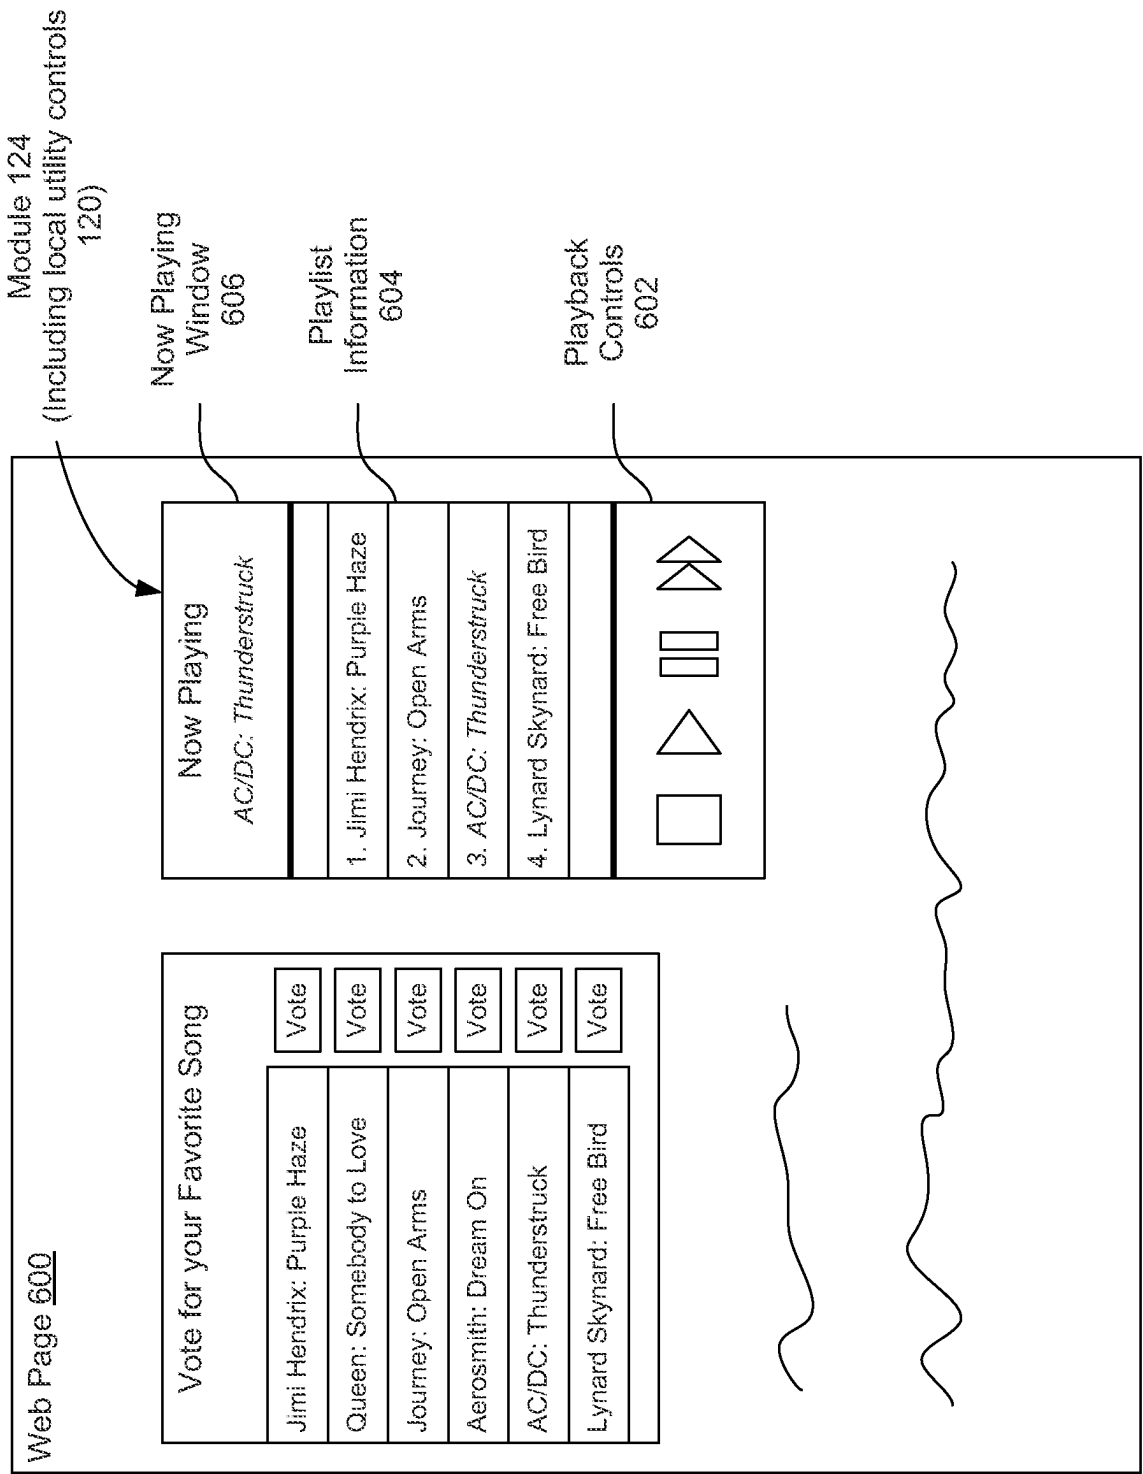 Web Page 600
Module 124
(Including local utility controls
120)
Vote for your Favorite Song
Jimi Hendrix: Purple Haze
Vote
Queen: Somebody to Love
Vote
Journey: Open Arms
Vote
Aerosmith: Dream On
Vote
AC/DC: Thunderstruck
Vote
Lynard Skynard: Free Bird
Vote
Now Playing
AC/DC: Thunderstruck
1. Jimi Hendrix: Purple Haze
2. Journey: Open Arms
3. AC/DC: Thunderstruck
4. Lynard Skynard: Free Bird
Now Playing
Window
606
Playlist
Information
604
Playback
Controls
602